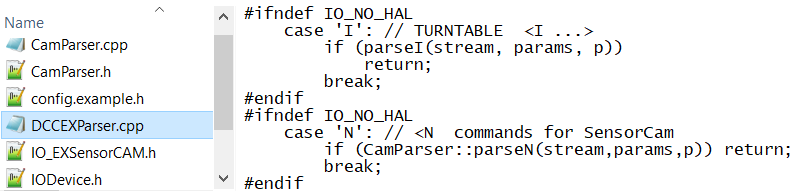 Name
CamParser.cpp
CamParser.h
config.example.h
DCCEXParser.cpp
IO_EXSensorCAM.h
IODevice.h
#ifndef IO_NO_HAL
    case 'I': // TURNTABLE  <I ...>
        if (parseI(stream, params, p))
            return;
        break;
#endif
#ifndef IO_NO_HAL
    case 'N': // <N  commands for SensorCam
        if (CamParser::parseN(stream,params,p)) return;
        break;
#endif